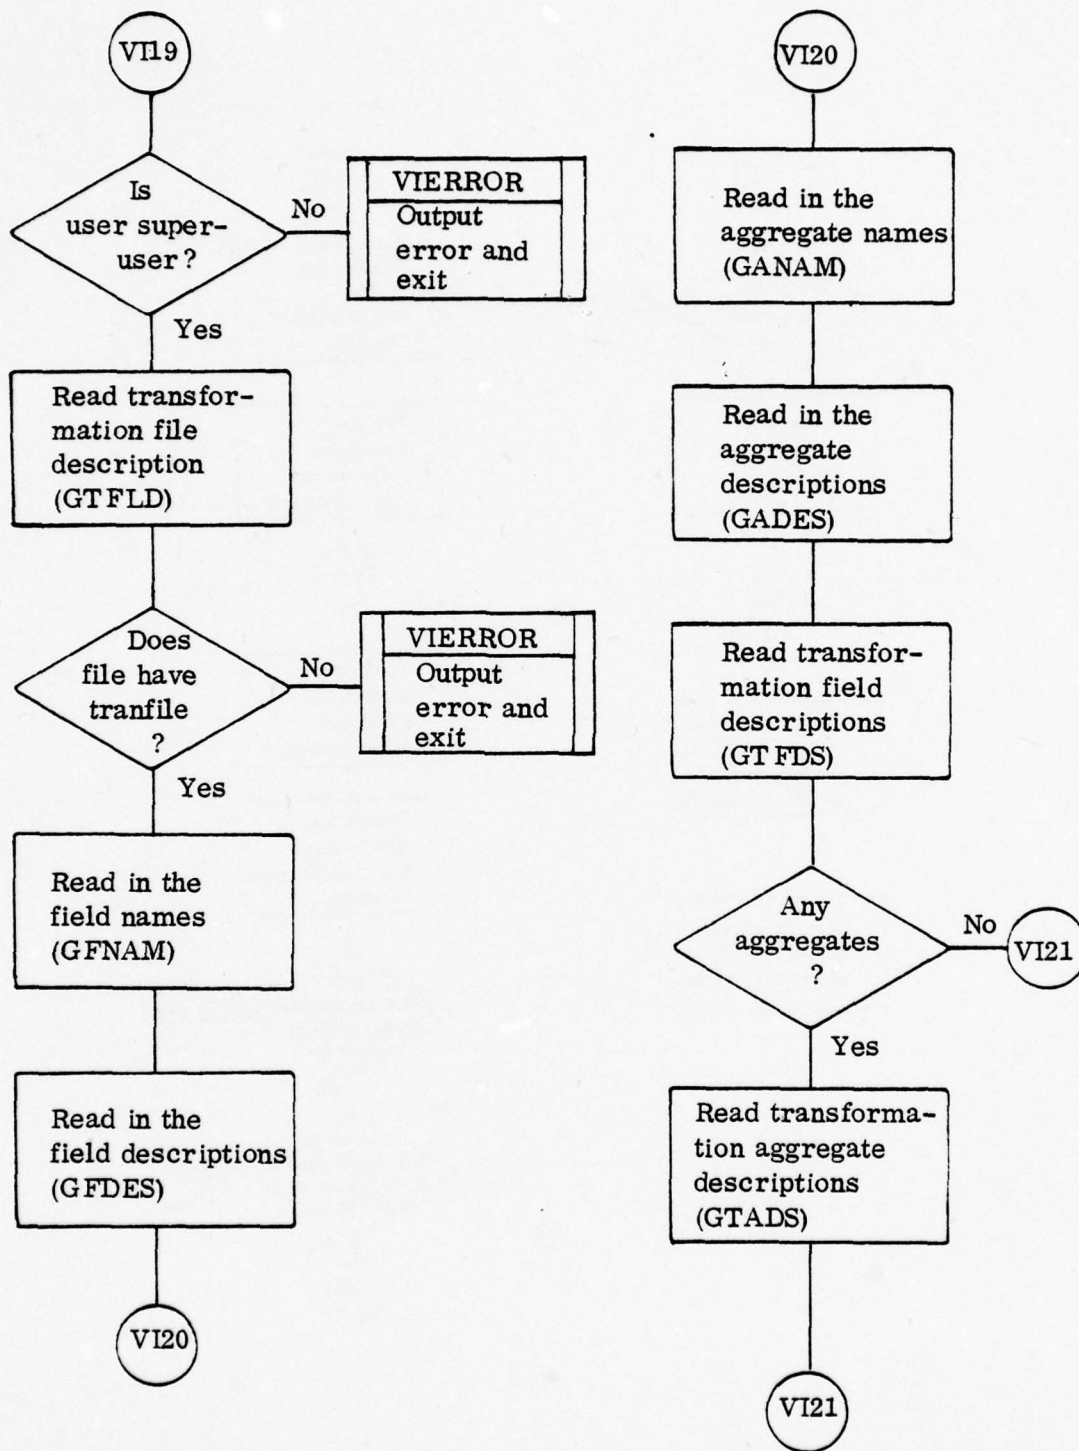 VI19
Is
user super-
user?
No
VIERROR
Output
error and
exit
Yes
Read transfor-
mation file
description
(GTFLD)
Does
file have
tranfile
?
No
VIERROR
Output
error and
exit
Yes
Read in the
field names
(GFNAM)
Read in the
field descriptions
(GFDES)
VI20
VI20
Read in the
aggregate names
(GANAM)
Read in the
aggregate
descriptions
(GADES)
Read transfor-
mation field
descriptions
(GTFDS)
Any
aggregates
?
No
VI21
Yes
Read transforma-
tion aggregate
descriptions
(GTADS)
VI21